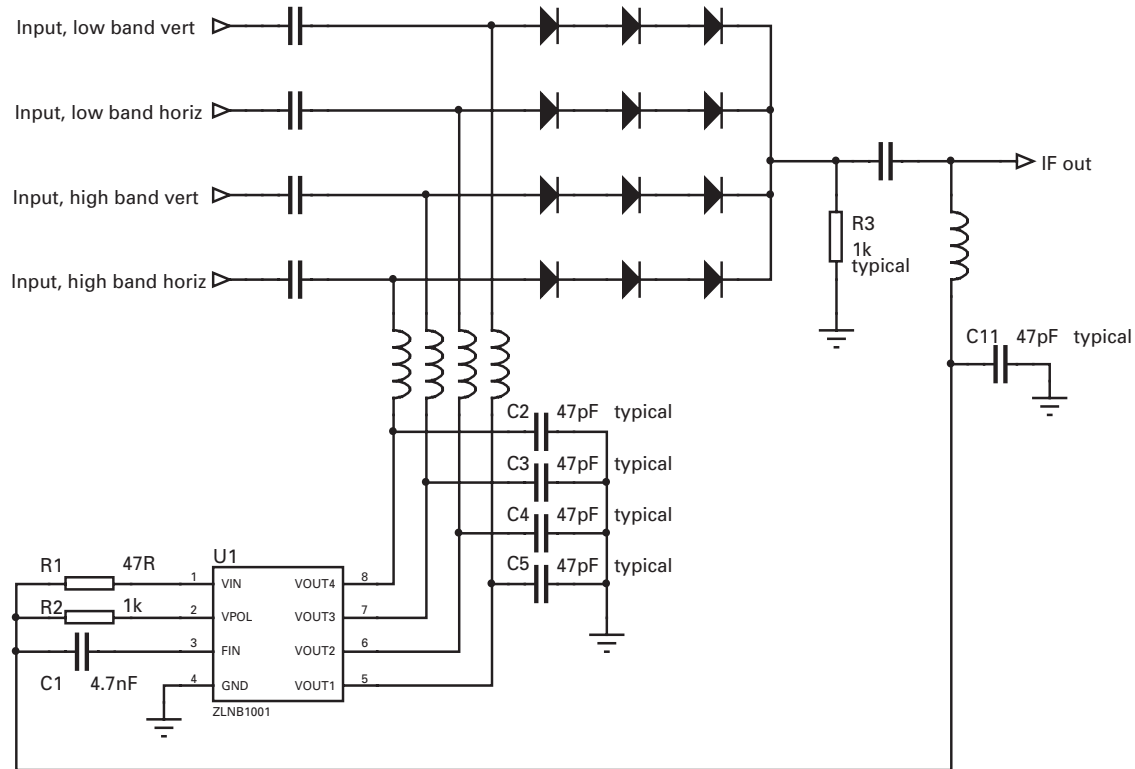 Input, low band vert
Input, low band horiz
Input, high band vert
Input, high band horiz
IF out
R3
1k
typical
C11 47pF typical
C2 47pF typical
C3 47pF typical
C4 47pF typical
C5 47pF typical
R1 47R
R2 1k
C1 4.7nF
U1
1 VIN VOUT4 8
2 VPOL VOUT3 7
3 FIN VOUT2 6
4 GND VOUT1 5
ZLNB1001